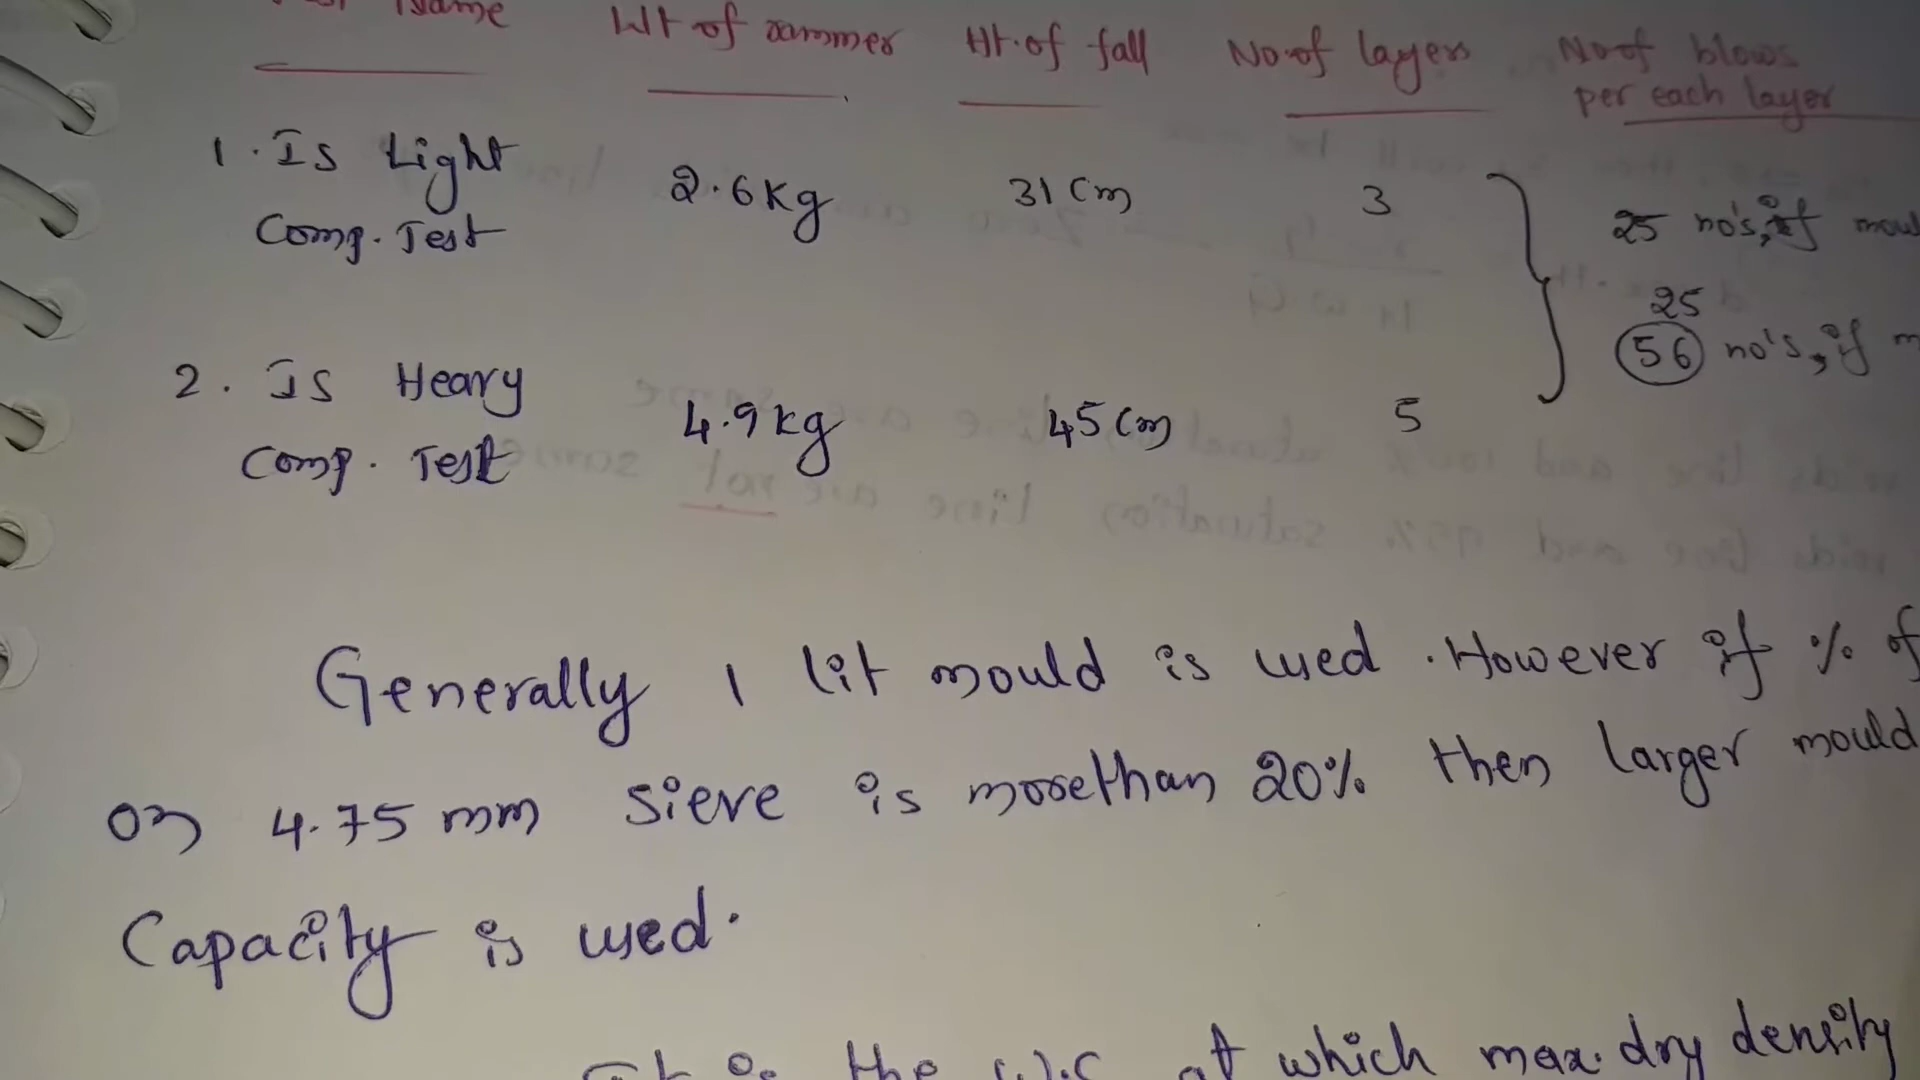 Name Wt of rammer Ht. of fall No. of layers No of blows
per each layer
1. Is Light 2.6 Kg 31 Cm 3 25 no's, if
Comp. Test
25
56 no's, if
2. Is Heavy 4.9 kg 45 Cm 5
Comp. Test
Generally 1 lit mould is used. However if % of
on 4.75 mm Sieve is morethan 20% then larger mould
Capacity is used.
the w.c at which max. dry density